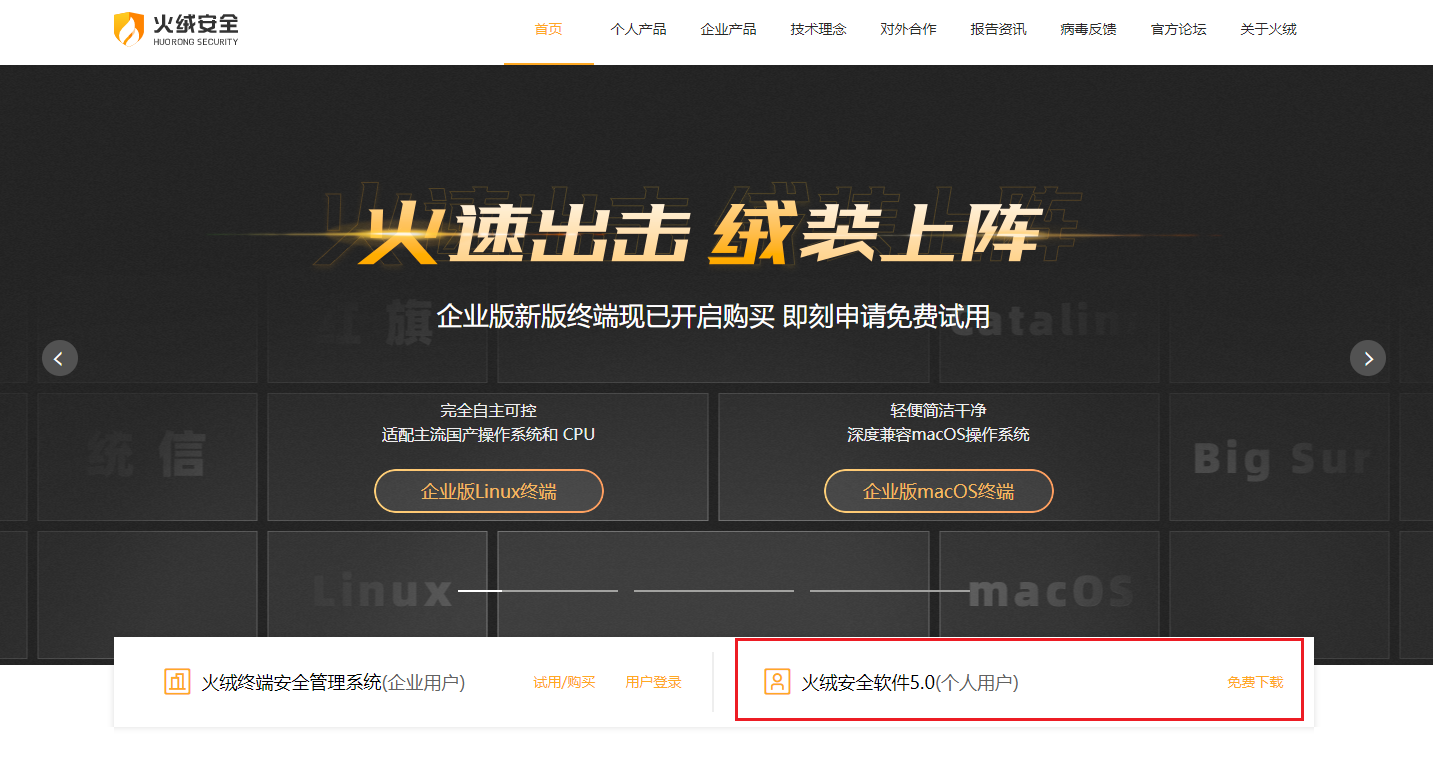 火绒安全
HUORONG SECURITY
首页
个人产品
企业产品
技术理念
对外合作
报告资讯
病毒反馈
官方论坛
关于火绒
火速出击 绒装上阵
企业版新版终端现已开启购买 即刻申请免费试用
旗
Catalin
完全自主可控
适配主流国产操作系统和 CPU
企业版Linux终端
轻便简洁干净
深度兼容macOS操作系统
企业版macOS终端
统 信
Big Sur
Linux
macOS
火绒终端安全管理系统(企业用户)
试用/购买
用户登录
火绒安全软件5.0(个人用户)
免费下载